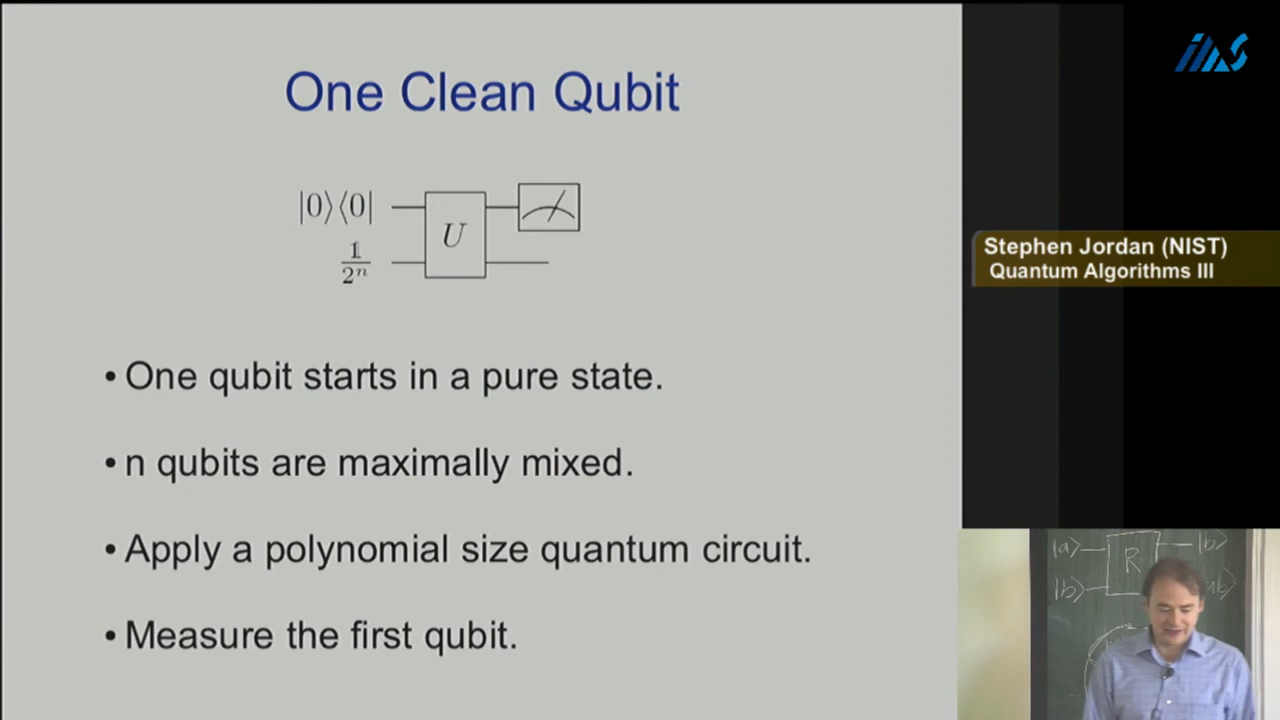 One Clean Qubit
|0⟩⟨0|
1
2ⁿ
U
• One qubit starts in a pure state.
• n qubits are maximally mixed.
• Apply a polynomial size quantum circuit.
• Measure the first qubit.
Stephen Jordan (NIST)
Quantum Algorithms III
|a⟩ R |b⟩
|b⟩